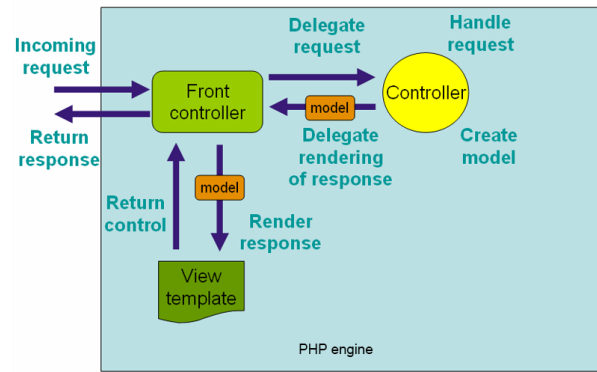 Incoming
request
Return
response
Front
controller
Delegate
request
model
Delegate
rendering
of response
Handle
request
Controller
Create
model
Return
control
model
Render
response
View
template
PHP engine